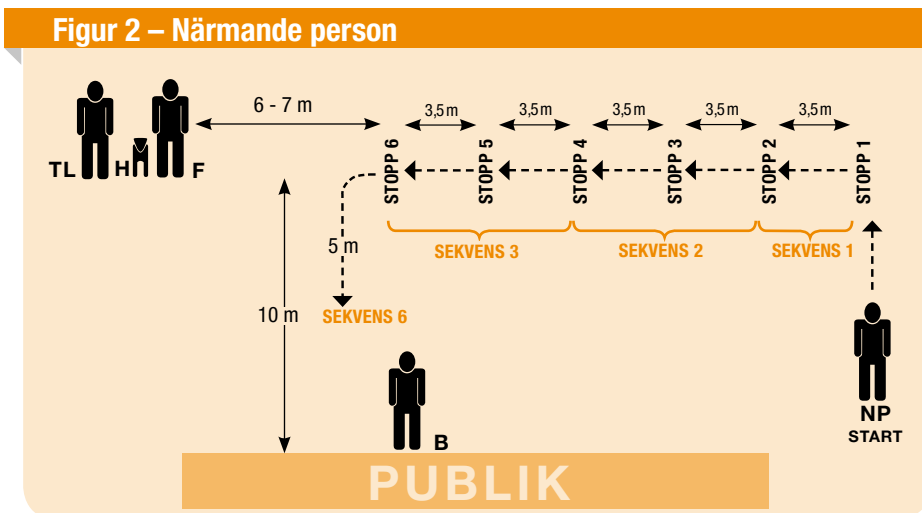 Figur 2 – Närmande person
6 - 7 m
3,5 m
3,5 m
3,5 m
3,5 m
3,5 m
TL
H
F
STOPP 6
STOPP 5
STOPP 4
STOPP 3
STOPP 2
STOPP 1
5 m
SEKVENS 3
SEKVENS 2
SEKVENS 1
10 m
SEKVENS 6
NP
START
B
PUBLIK